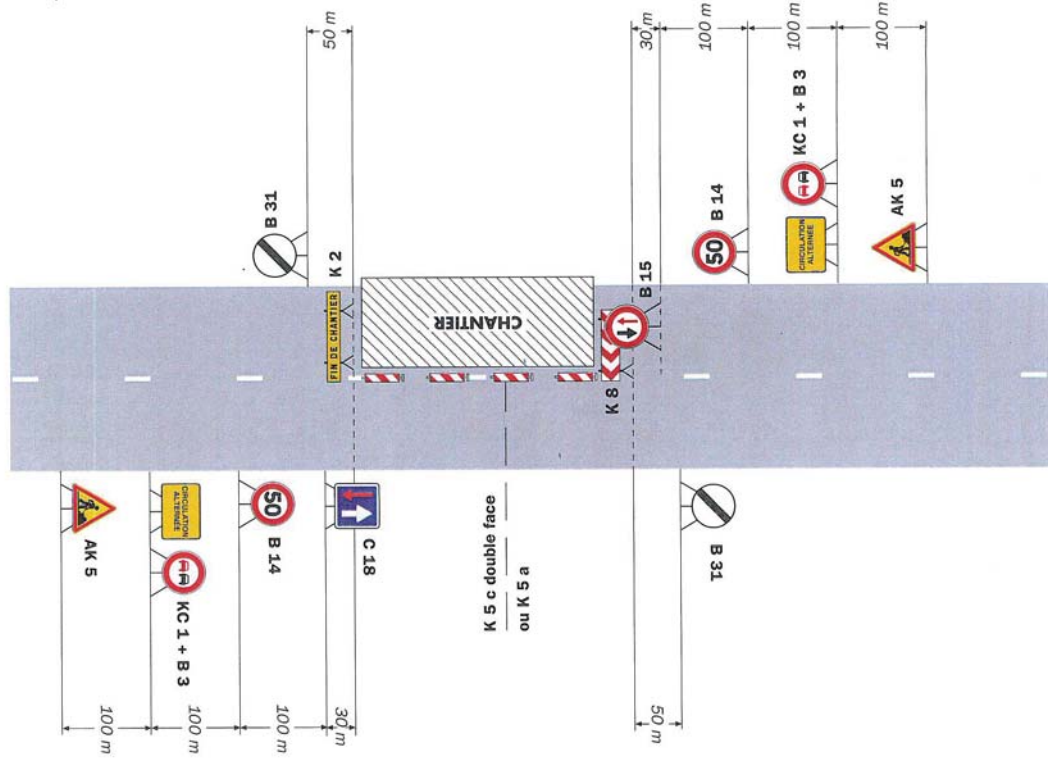 50 m
30 m
100 m
100 m
100 m
B 31
K 2
FIN DE CHANTIER
CHANTIER
B 15
K 8
B 14
50
KC 1 + B 3
CIRCULATION
ALTERNÉE
AK 5
AK 5
CIRCULATION
ALTERNÉE
KC 1 + B 3
50
B 14
C 18
K 5 c double face
ou K 5 a
B 31
100 m
100 m
100 m
30 m
50 m